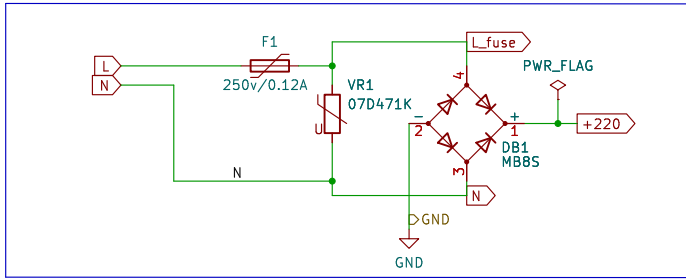 L_fuse
F1
4
PWR_FLAG
L
N
250v/0.12A
VR1
07D471K
U
-
2
+
1
+220
DB1
MB8S
3
N
N
GND
GND